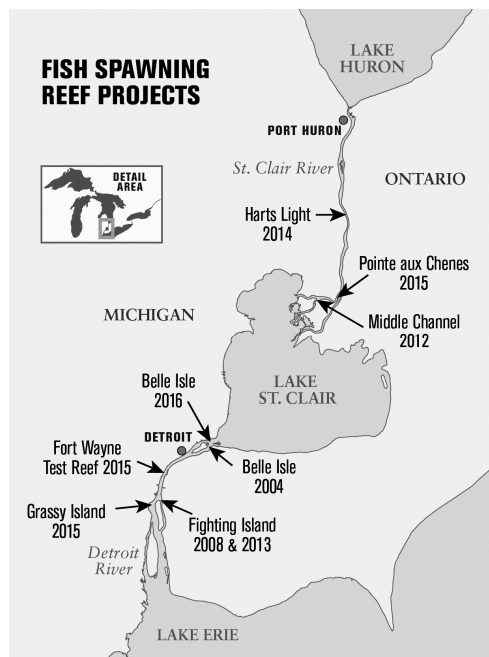 FISH SPAWNING
REEF PROJECTS
LAKE
HURON
PORT HURON
St. Clair River
DETAIL
AREA
ONTARIO
Harts Light
2014
Pointe aux Chenes
2015
MICHIGAN
Middle Channel
2012
LAKE
ST. CLAIR
Belle Isle
2016
DETROIT
Fort Wayne
Test Reef 2015
Belle Isle
2004
Grassy Island
2015
Fighting Island
2008 & 2013
Detroit
River
LAKE ERIE